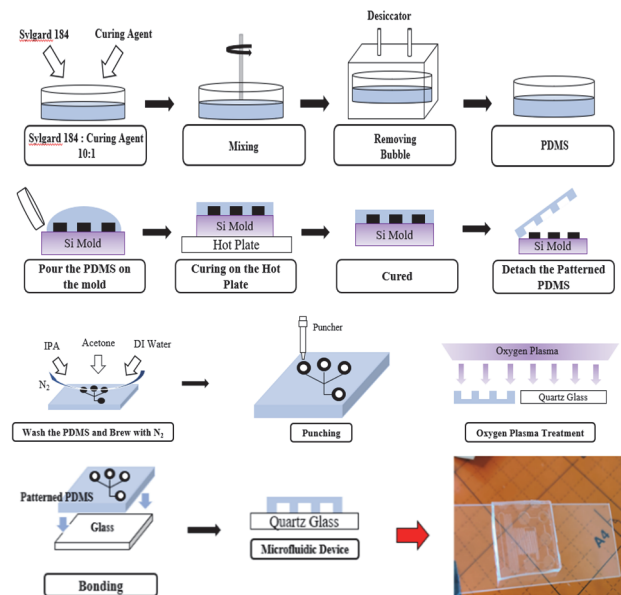 Desiccator
Sylgard 184
Curing Agent
Sylgard 184 : Curing Agent
10:1
Mixing
Removing
Bubble
PDMS
Si Mold
Si Mold
Hot Plate
Si Mold
Si Mold
Pour the PDMS on
the mold
Curing on the Hot
Plate
Cured
Detach the Patterned
PDMS
IPA
Acetone
DI Water
N2
Puncher
Oxygen Plasma
Quartz Glass
Wash the PDMS and Brew with N2
Punching
Oxygen Plasma Treatment
Patterned PDMS
Glass
Bonding
Quartz Glass
Microfluidic Device
A4